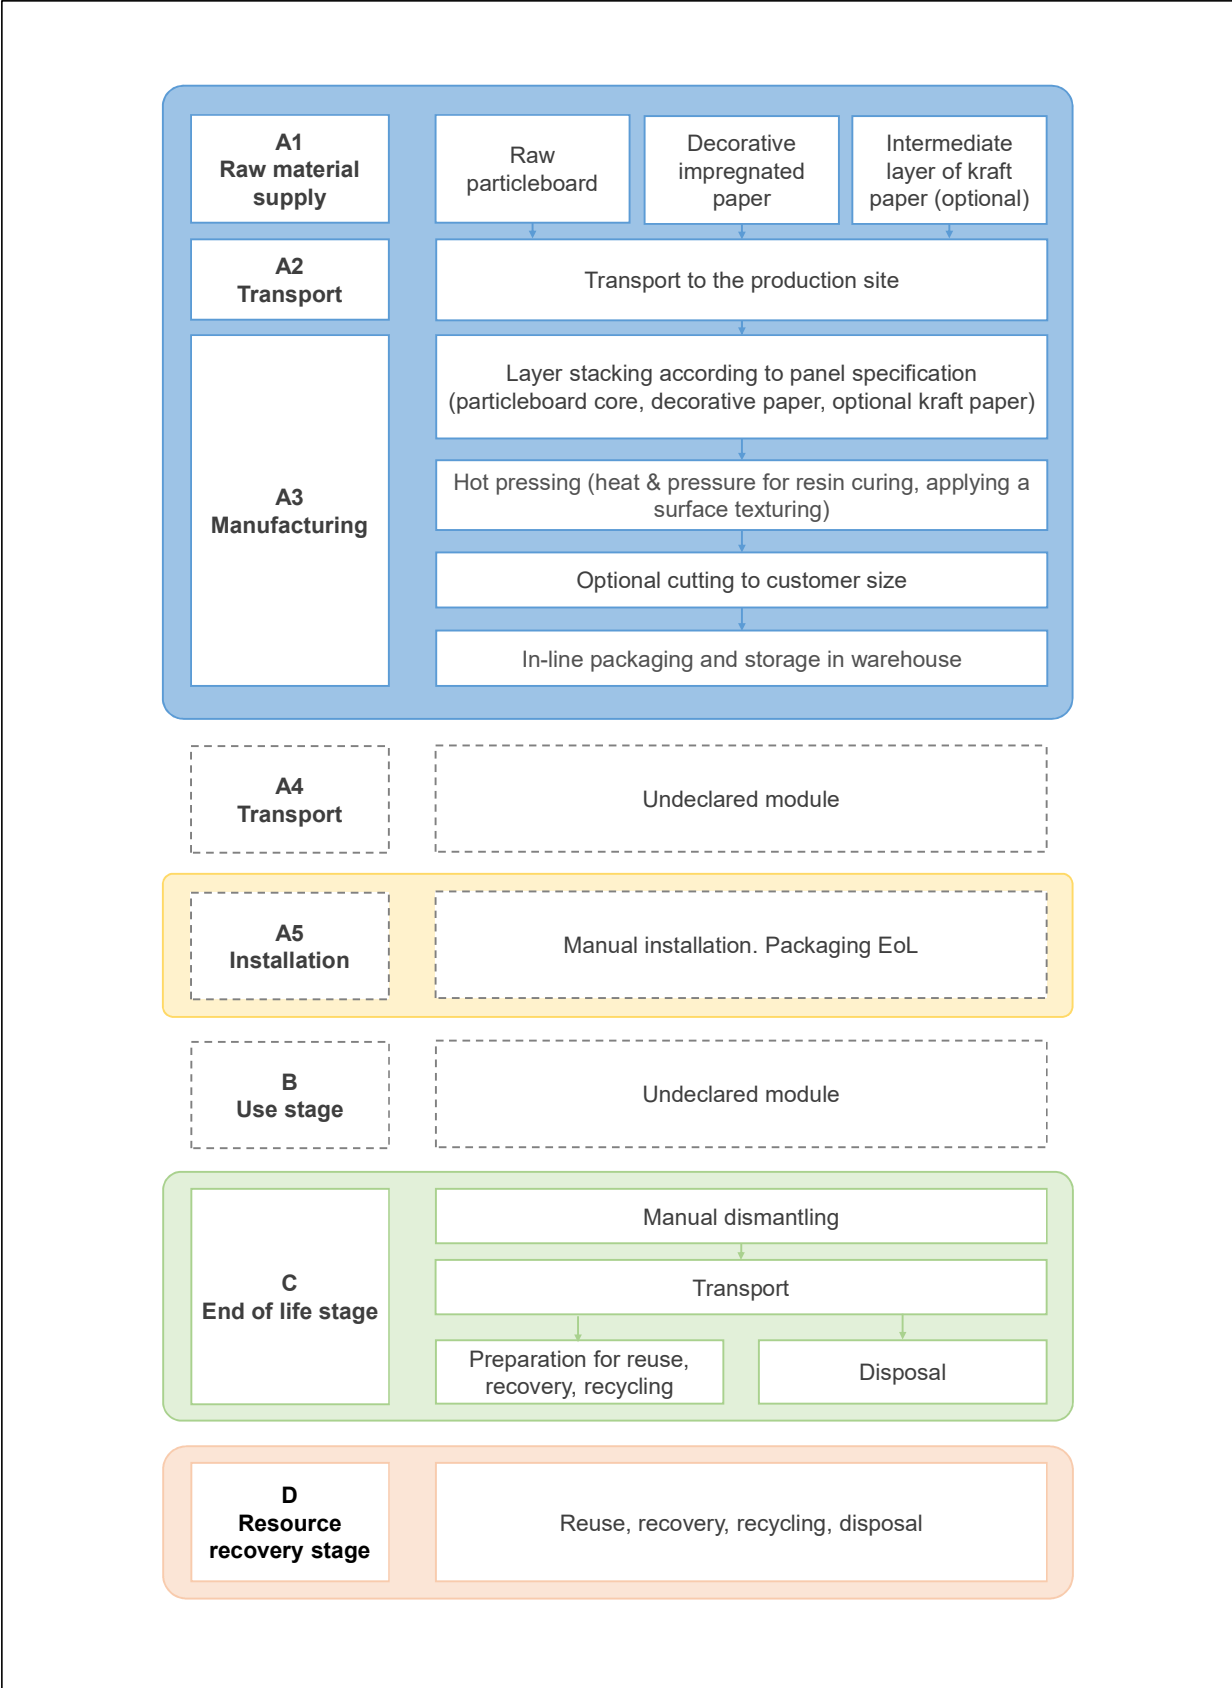 A1
Raw material
supply
Raw
particleboard
Decorative
impregnated
paper
Intermediate
layer of kraft
paper (optional)
A2
Transport
Transport to the production site
A3
Manufacturing
Layer stacking according to panel specification
(particleboard core, decorative paper, optional kraft paper)
Hot pressing (heat & pressure for resin curing, applying a
surface texturing)
Optional cutting to customer size
In-line packaging and storage in warehouse
A4
Transport
Undeclared module
A5
Installation
Manual installation. Packaging EoL
B
Use stage
Undeclared module
C
End of life stage
Manual dismantling
Transport
Preparation for reuse,
recovery, recycling
Disposal
D
Resource
recovery stage
Reuse, recovery, recycling, disposal